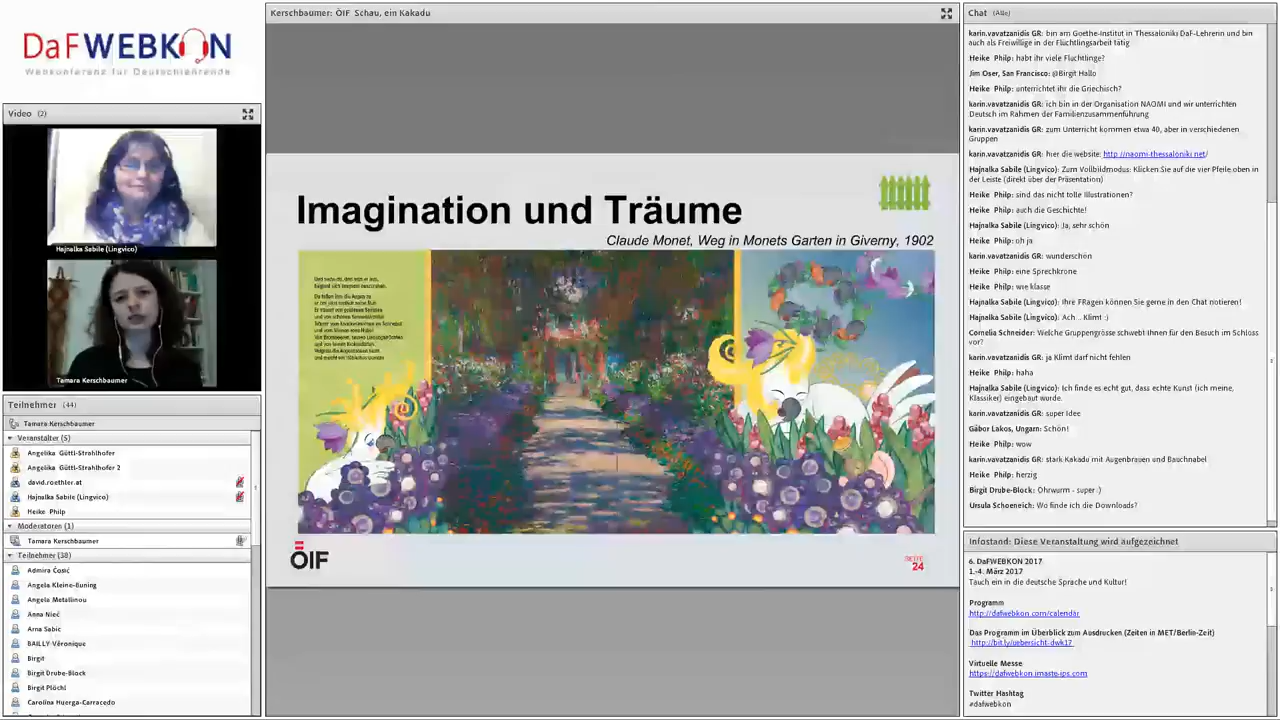 DaFWEBKON
Webkonferenz für Deutschlernende
Video (2)
Hajnalka Sabile (Lingvico)
Tamara Kerschbaumer
Teilnehmer (44)
Tamara Kerschbaumer
Veranstalter (5)
Angelika Güttl-Strahlhofer
Angelika Güttl-Strahlhofer 2
david.roethler.at
Hajnalka Sabile (Lingvico)
Heike Philp
Moderatoren (1)
Tamara Kerschbaumer
Teilnehmer (38)
Admira Ćosić
Angela Kleine-Büning
Angela Metallinou
Anna Nieć
Arna Sabic
BAILLY Véronique
Birgit
Birgit Drube-Block
Birgit Plöchl
Carolina Huerga-Carracedo
Kerschbaumer: ÖIF Schau, ein Kakadu
Imagination und Träume
Claude Monet, Weg in Monets Garten in Giverny, 1902
ÖIF
SEITE
24
Chat (Alle)
karin.vavatzanidis GR: bin am Goethe-Institut in Thessaloniki DaF-Lehrerin und bin
auch als Freiwillige in der Flüchtlingsarbeit tätig
Heike Philp: habt ihr viele Flüchtlinge?
Jim Oser, San Francisco: @Birgit Hallo
Heike Philp: unterrichtet ihr die Griechisch?
karin.vavatzanidis GR: ich bin in der Organisation NAOMI und wir unterrichten
Deutsch im Rahmen der Familienzusammenführung
karin.vavatzanidis GR: zum Unterricht kommen etwa 40, aber in verschiedenen
Gruppen
karin.vavatzanidis GR: hier die website: http://naomi-thessaloniki.net/
Hajnalka Sabile (Lingvico): Zum Vollbildmodus: Klicken Sie auf die vier Pfeile oben in
der Leiste (direkt über der Präsentation)
Heike Philp: sind das nicht tolle Illustrationen?
Heike Philp: auch die Geschichte!
Hajnalka Sabile (Lingvico): Ja, sehr schön
Heike Philp: oh ja
karin.vavatzanidis GR: wunderschön
Heike Philp: eine Sprechkrone
Heike Philp: wie klasse
Hajnalka Sabile (Lingvico): Ihre FRagen können Sie gerne in den Chat notieren!
Hajnalka Sabile (Lingvico): Ach... Klimt :)
Cornelia Schneider: Welche Gruppengrösse schwebt Ihnen für den Besuch im Schloss
vor?
karin.vavatzanidis GR: ja Klimt darf nicht fehlen
Heike Philp: haha
Hajnalka Sabile (Lingvico): Ich finde es echt gut, dass echte Kunst (ich meine,
Klassiker) eingebaut wurde.
karin.vavatzanidis GR: super Idee
Gábor Lakos, Ungarn: Schön!
Heike Philp: wow
karin.vavatzanidis GR: stark Kakadu mit Augenbrauen und Bauchnabel
Heike Philp: herzig
Birgit Drube-Block: Ohrwurm - super :)
Ursula Schoeneich: Wo finde ich die Downloads?
Infostand: Diese Veranstaltung wird aufgezeichnet
6. DaFWEBKON 2017
1.-4. März 2017
Tauch ein in die deutsche Sprache und Kultur!
Programm
http://dafwebkon.com/calendar
Das Programm im Überblick zum Ausdrucken (Zeiten in MET/Berlin-Zeit)
http://bit.ly/uebersicht-dwk17
Virtuelle Messe
https://dafwebkon.imaste-ips.com
Twitter Hashtag
#dafwebkon